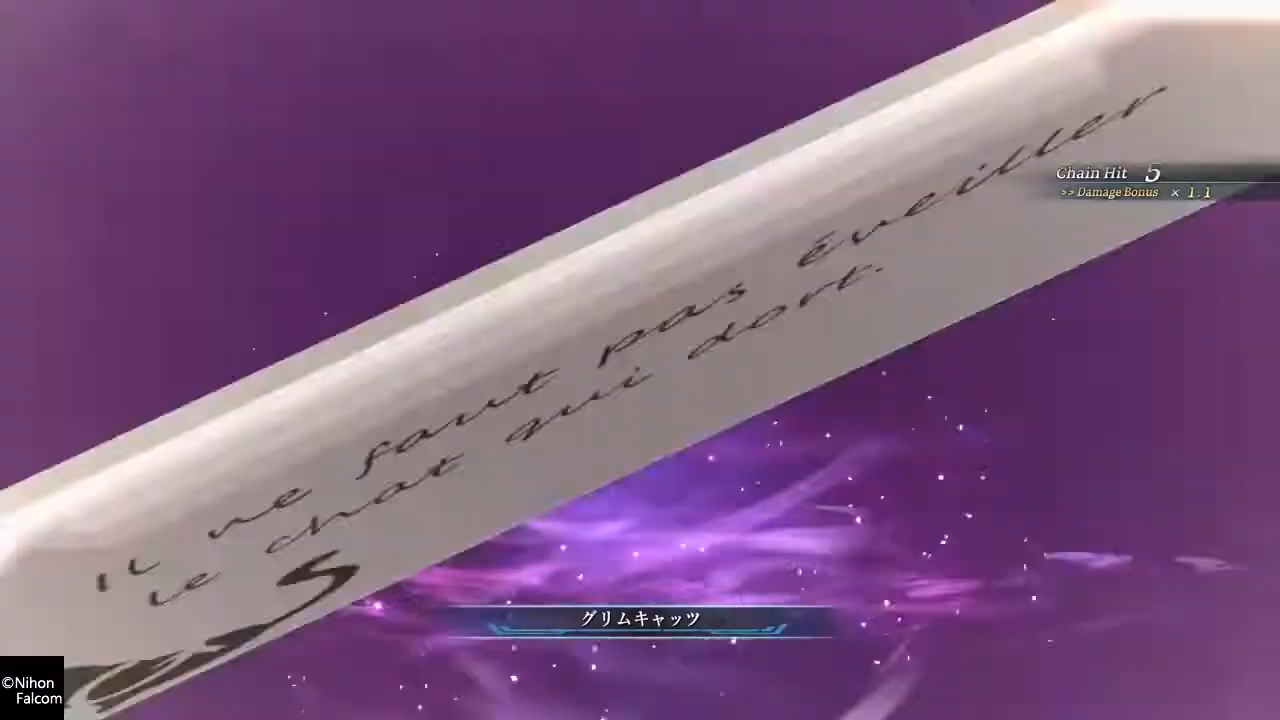 Il ne faut pas éveiller
le chat qui dort.
Chain Hit 5
>> Damage Bonus × 1.1
グリムキャッツ
©Nihon
Falcom